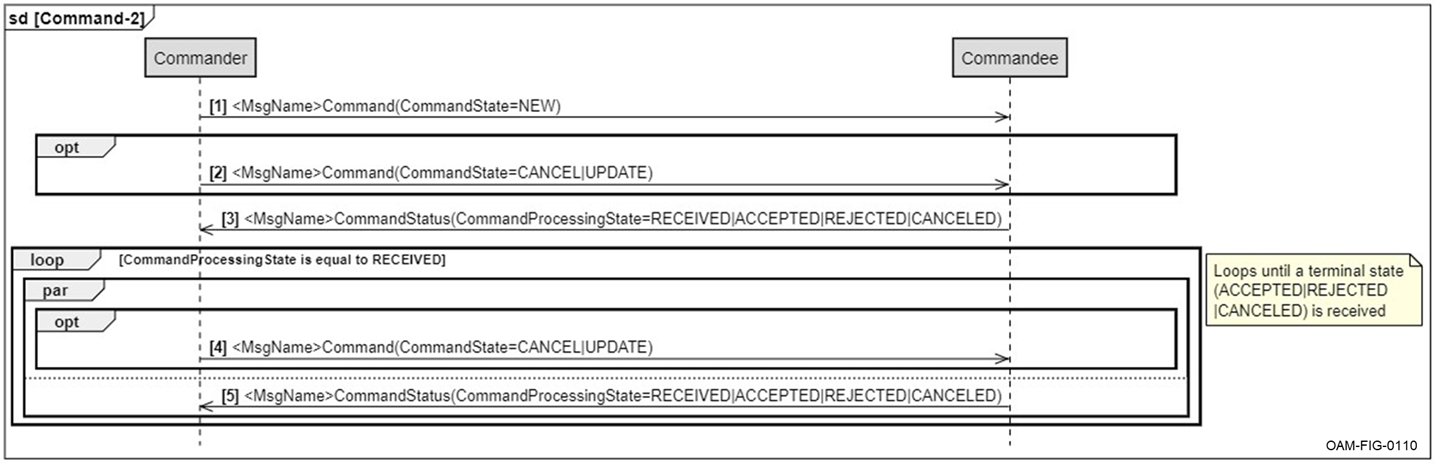 sd [Command-2]
Commander
Commandee
[1] <MsgName>Command(CommandState=NEW)
opt
[2] <MsgName>Command(CommandState=CANCEL|UPDATE)
[3] <MsgName>CommandStatus(CommandProcessingState=RECEIVED|ACCEPTED|REJECTED|CANCELED)
loop
[CommandProcessingState is equal to RECEIVED]
Loops until a terminal state
(ACCEPTED|REJECTED
|CANCELED) is received
par
opt
[4] <MsgName>Command(CommandState=CANCEL|UPDATE)
[5] <MsgName>CommandStatus(CommandProcessingState=RECEIVED|ACCEPTED|REJECTED|CANCELED)
OAM-FIG-0110